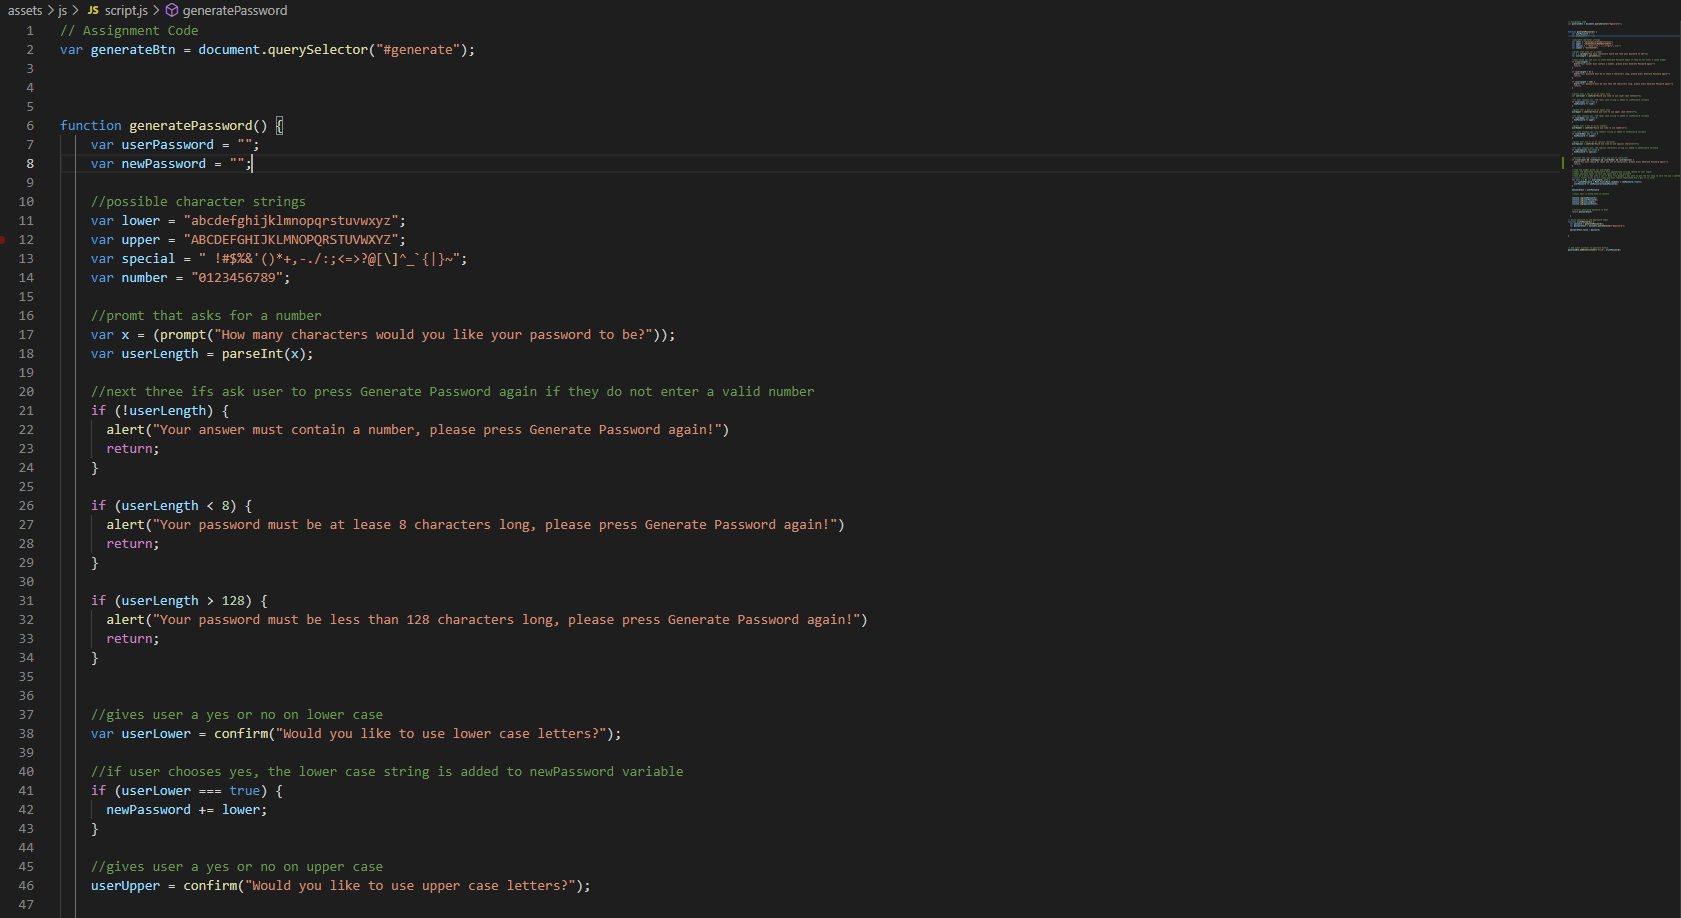 assets > js > JS script.js > generatePassword
1 // Assignment Code
2 var generateBtn = document.querySelector("#generate");
3
4
5
6 function generatePassword() {
7 var userPassword = "";
8 var newPassword = "";
9
10 //possible character strings
11 var lower = "abcdefghijklmnopqrstuvwxyz";
12 var upper = "ABCDEFGHIJKLMNOPQRSTUVWXYZ";
13 var special = " !#$%&'()*+,-./:;<=>?@[\]^_`{|}~";
14 var number = "0123456789";
15
16 //promt that asks for a number
17 var x = (prompt("How many characters would you like your password to be?"));
18 var userLength = parseInt(x);
19
20 //next three ifs ask user to press Generate Password again if they do not enter a valid number
21 if (!userLength) {
22 alert("Your answer must contain a number, please press Generate Password again!")
23 return;
24 }
25
26 if (userLength < 8) {
27 alert("Your password must be at lease 8 characters long, please press Generate Password again!")
28 return;
29 }
30
31 if (userLength > 128) {
32 alert("Your password must be less than 128 characters long, please press Generate Password again!")
33 return;
34 }
35
36
37 //gives user a yes or no on lower case
38 var userLower = confirm("Would you like to use lower case letters?");
39
40 //if user chooses yes, the lower case string is added to newPassword variable
41 if (userLower === true) {
42 newPassword += lower;
43 }
44
45 //gives user a yes or no on upper case
46 userUpper = confirm("Would you like to use upper case letters?");
47